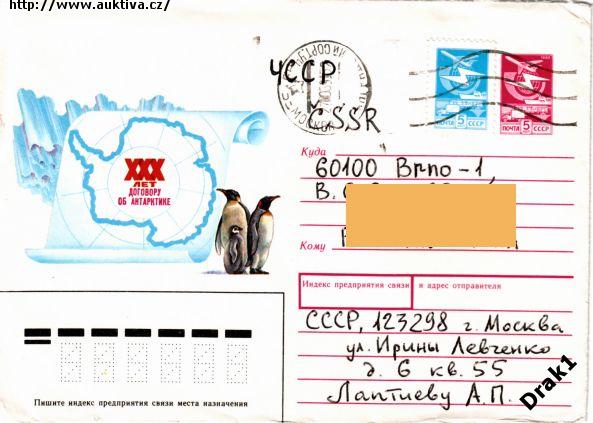 http://www.auktiva.cz/
ЧССР
ČSSR
ПОЧТА 5 СССР
ПОЧТА 5 СССР
XXX
ЛЕТ
ДОГОВОРУ
ОБ АНТАРКТИКЕ
Куда
60100 Brno-1,
В.
Кому
Индекс предприятия связи и адрес отправителя
СССР, 123298 г. Москва
ул. Ирины Левченко
д. 6 кв. 55
Лаптиеву А.П.
Пишите индекс предприятия связи места назначения
Drak1